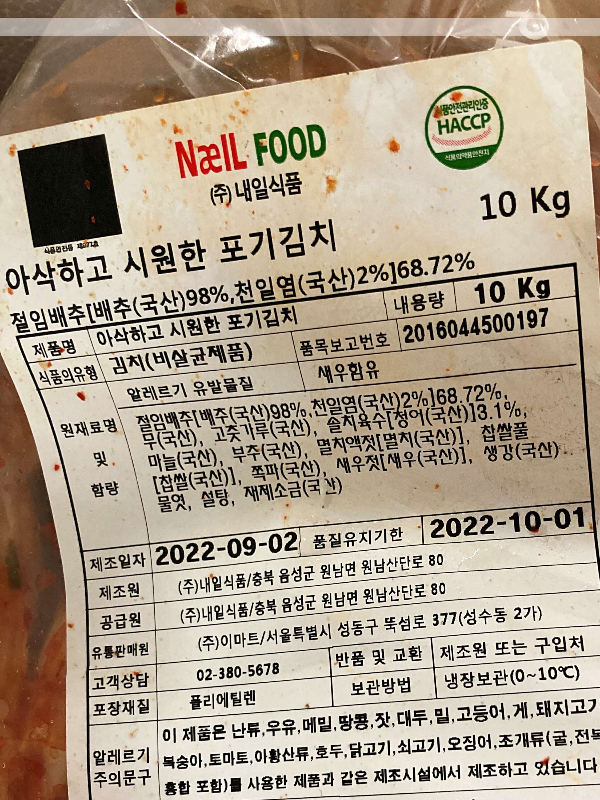 식품안전관리인증
HACCP
식품의약품안전처
NaelL FOOD
(주)내일식품
10 Kg
아삭하고 시원한 포기김치
절임배추[배추(국산)98%,천일염(국산)2%]68.72%
제품명 아삭하고 시원한 포기김치 내용량 10 Kg
식품의유형 김치(비살균제품) 품목보고번호 2016044500197
원재료명 및 함량
알레르기 유발물질 새우함유
절임배추[배추(국산)98%,천일염(국산)2%]68.72%,
무(국산), 고춧가루(국산), 솔치육수[청어(국산)]3.1%,
마늘(국산), 부추(국산), 멸치액젓[멸치(국산)], 찹쌀풀
[찹쌀(국산)], 쪽파(국산), 새우젓[새우(국산)], 생강(국산)
물엿, 설탕, 재제소금(국산)
제조일자 2022-09-02 품질유지기한 2022-10-01
제조원 (주)내일식품/충북 음성군 원남면 원남산단로 80
공급원 (주)내일식품/충북 음성군 원남면 원남산단로 80
유통판매원 (주)이마트/서울특별시 성동구 뚝섬로 377(성수동 2가)
고객상담 02-380-5678 반품 및 교환 제조원 또는 구입처
포장재질 폴리에틸렌 보관방법 냉장보관(0~10℃)
알레르기 주의문구
이 제품은 난류,우유,메밀,땅콩,잣,대두,밀,고등어,게,돼지고기
복숭아,토마토,아황산류,호두,닭고기,쇠고기,오징어,조개류(굴,전복
홍합 포함)를 사용한 제품과 같은 제조시설에서 제조하고 있습니다